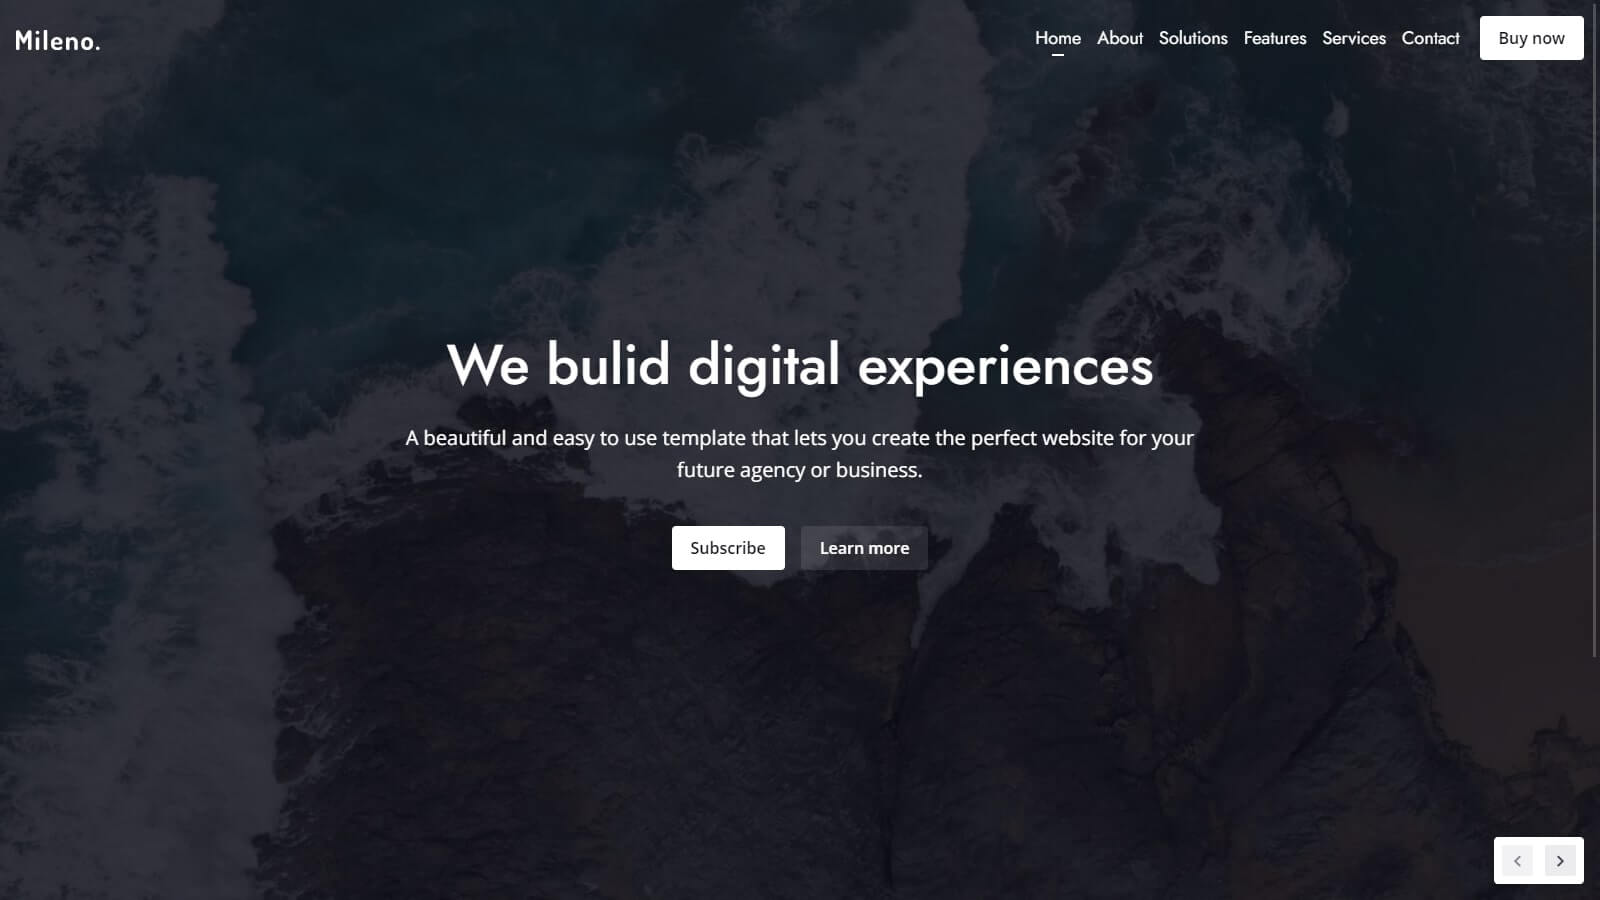 Mileno.
Home About Solutions Features Services Contact Buy now
We bulid digital experiences
A beautiful and easy to use template that lets you create the perfect website for your
future agency or business.
Subscribe Learn more